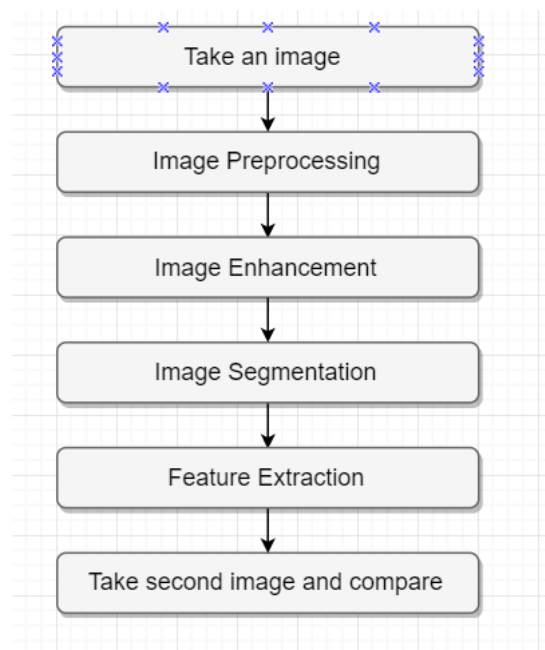 Take an image
Image Preprocessing
Image Enhancement
Image Segmentation
Feature Extraction
Take second image and compare